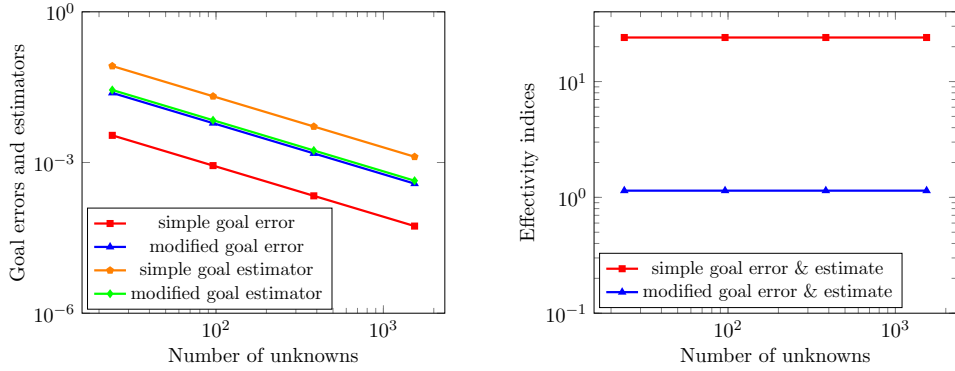 10^0
10^-3
10^-6
Goal errors and estimators
simple goal error
modified goal error
simple goal estimator
modified goal estimator
10^2
10^3
Number of unknowns
10^1
10^0
10^-1
Effectivity indices
simple goal error & estimate
modified goal error & estimate
10^2
10^3
Number of unknowns